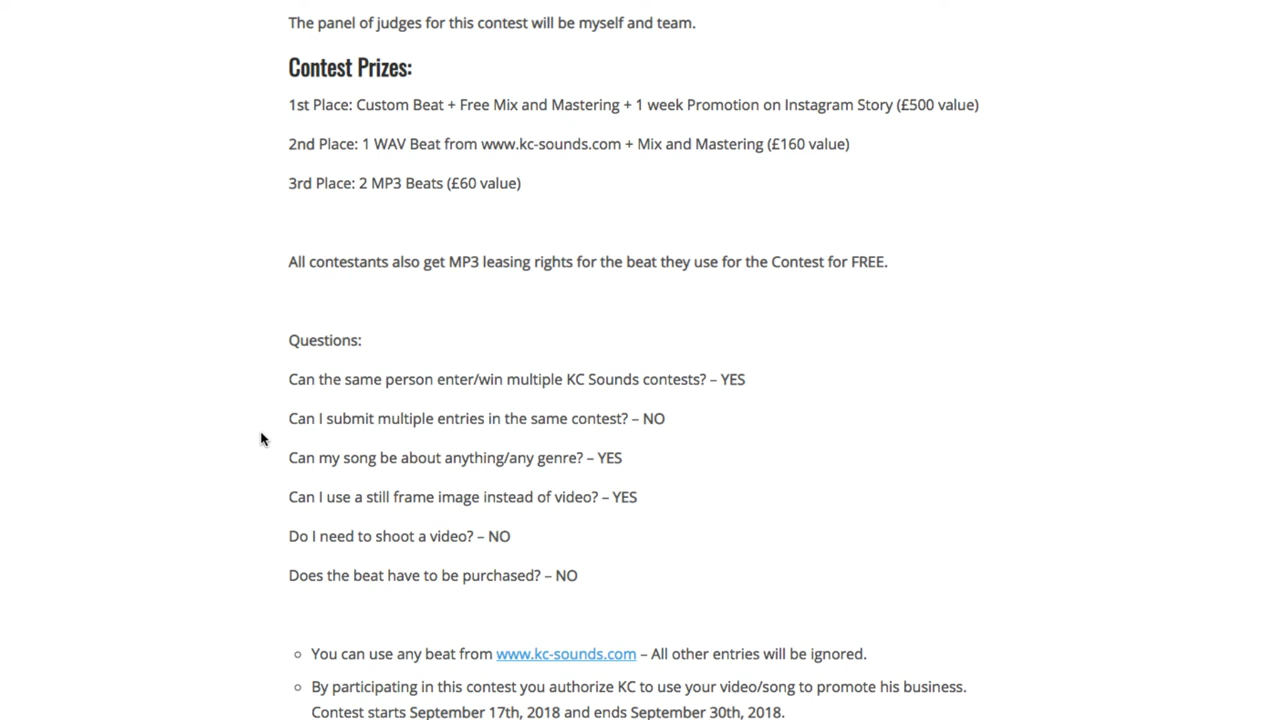 The panel of judges for this contest will be myself and team.
Contest Prizes:
1st Place: Custom Beat + Free Mix and Mastering + 1 week Promotion on Instagram Story (£500 value)
2nd Place: 1 WAV Beat from www.kc-sounds.com + Mix and Mastering (£160 value)
3rd Place: 2 MP3 Beats (£60 value)
All contestants also get MP3 leasing rights for the beat they use for the Contest for FREE.
Questions:
Can the same person enter/win multiple KC Sounds contests? – YES
Can I submit multiple entries in the same contest? – NO
Can my song be about anything/any genre? – YES
Can I use a still frame image instead of video? – YES
Do I need to shoot a video? – NO
Does the beat have to be purchased? – NO
You can use any beat from www.kc-sounds.com – All other entries will be ignored.
By participating in this contest you authorize KC to use your video/song to promote his business.
Contest starts September 17th, 2018 and ends September 30th, 2018.